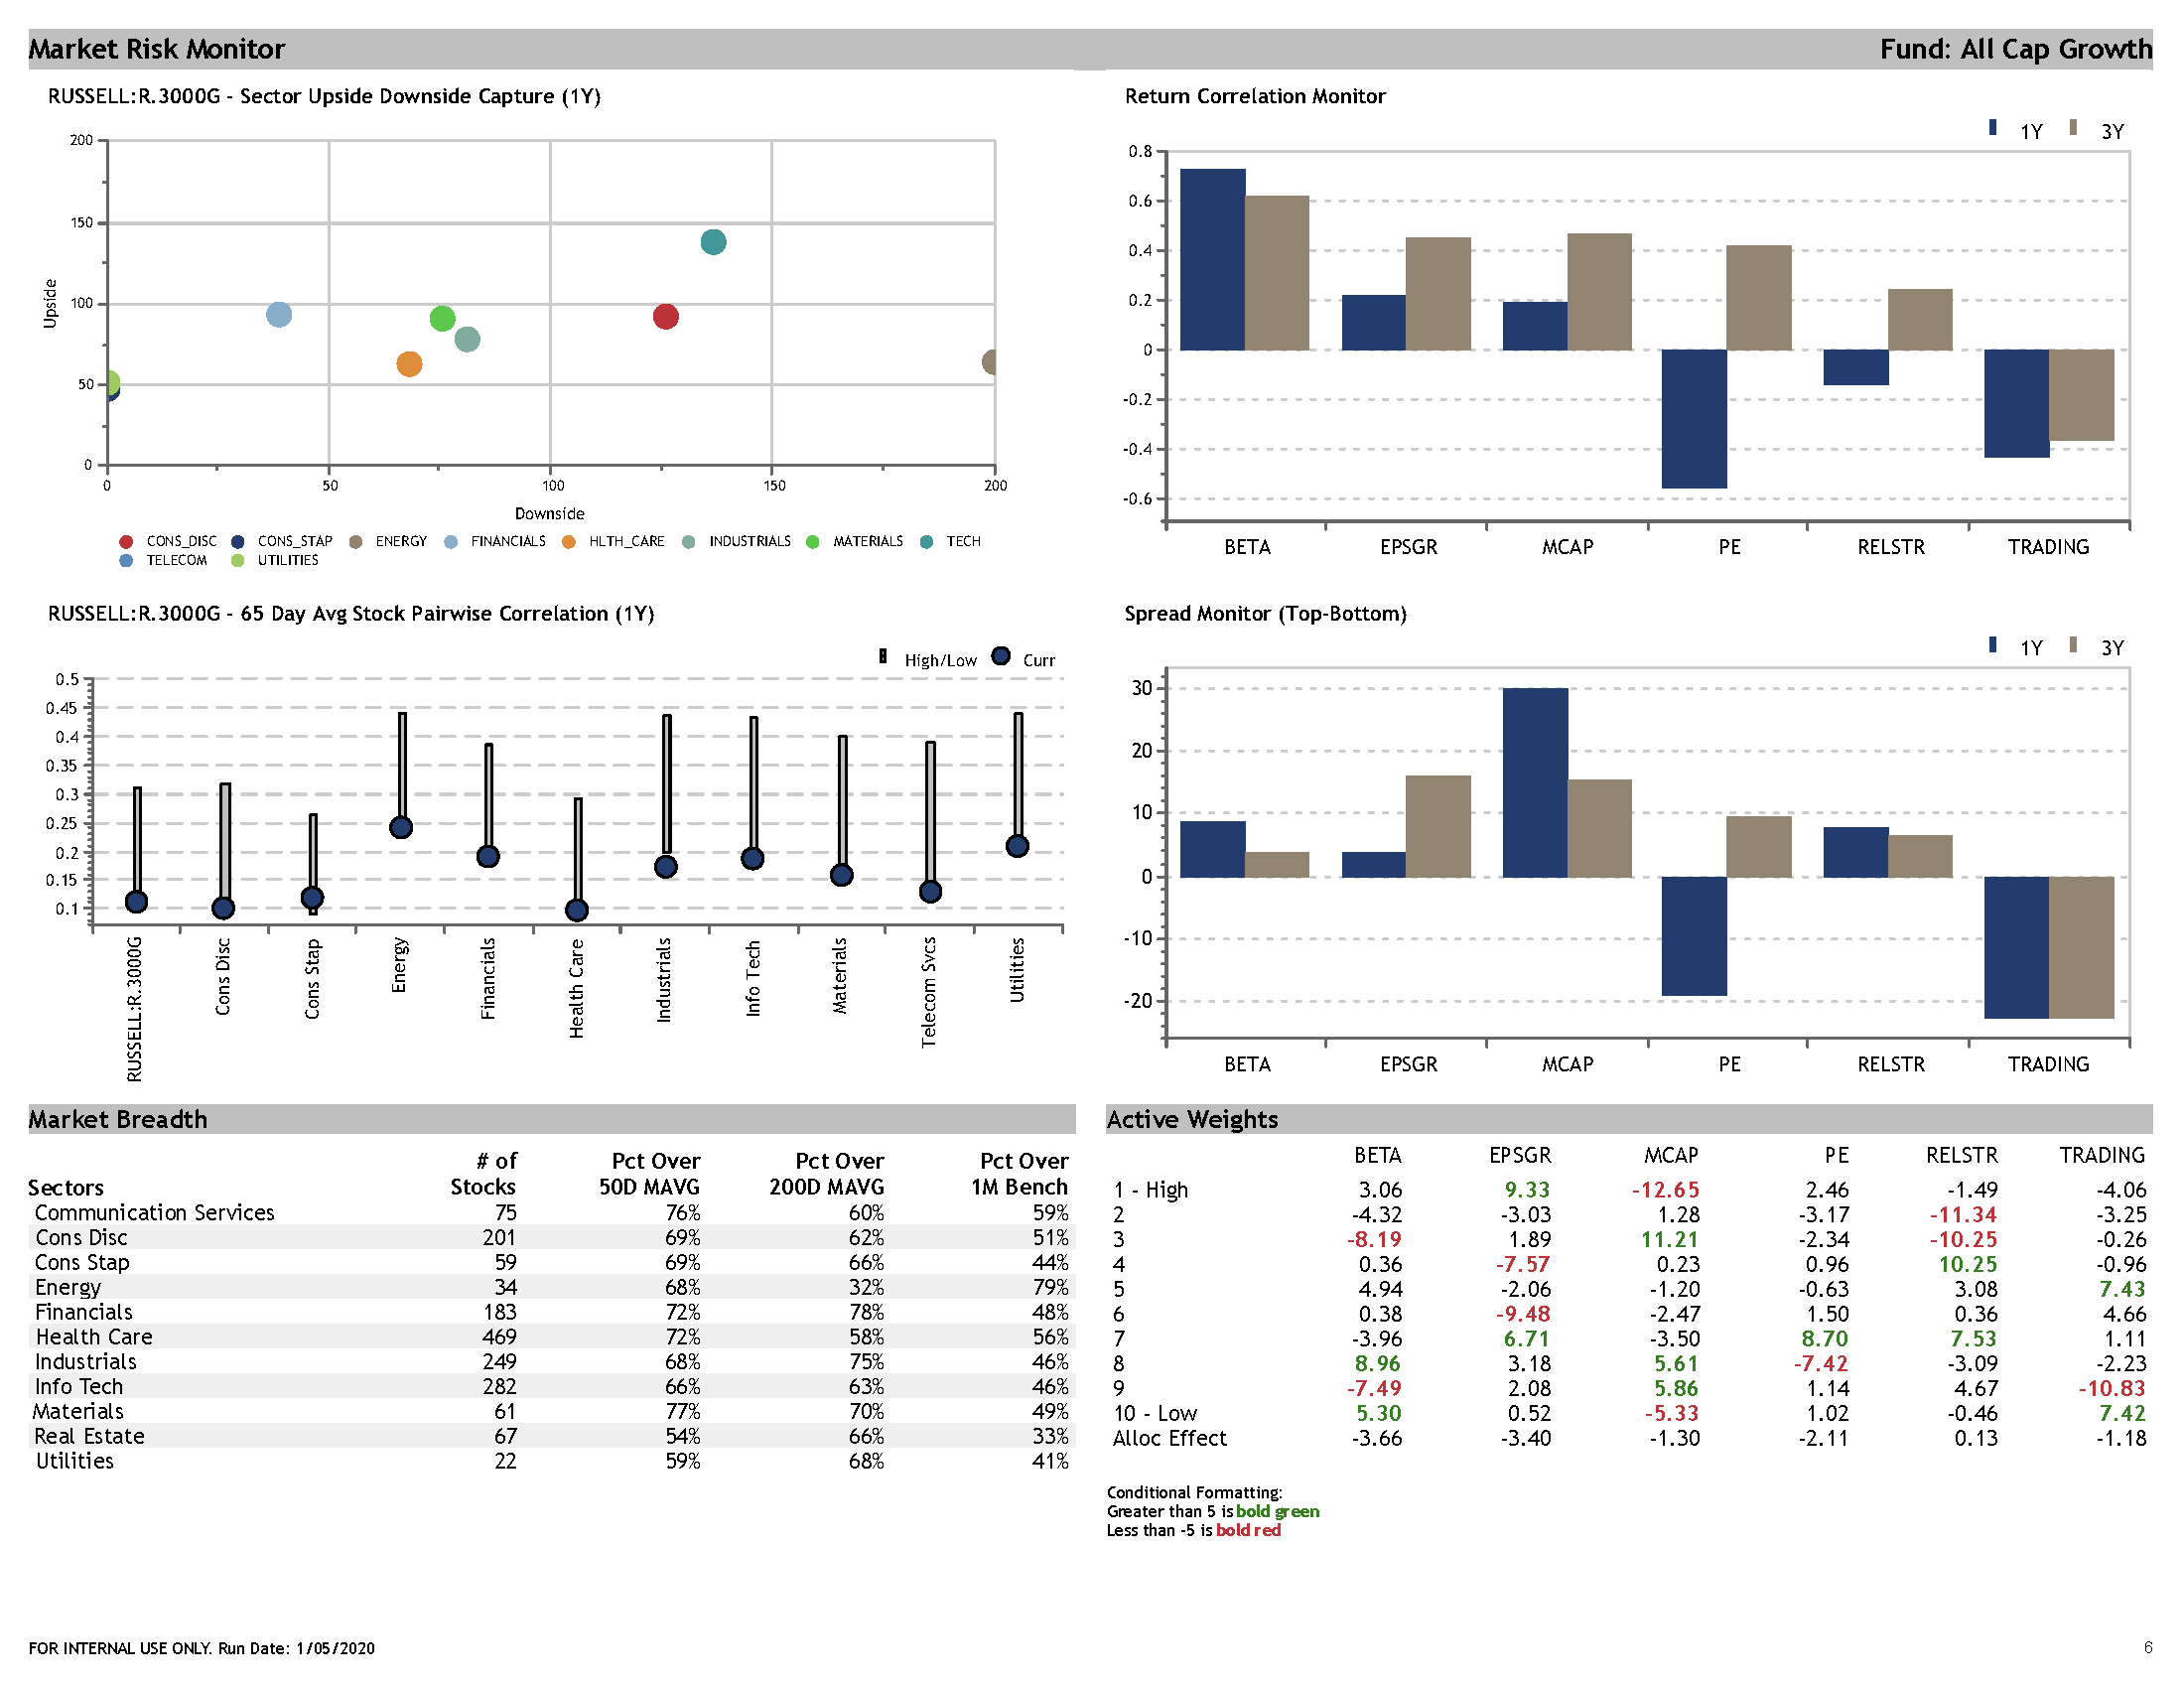 Market Risk Monitor Fund: All Cap Growth
RUSSELL:R.3000G - Sector Upside Downside Capture (1Y)
200
150
100
50
0
Upside
0 50 100 150 200
Downside
CONS_DISC CONS_STAP ENERGY FINANCIALS HLTH_CARE INDUSTRIALS MATERIALS TECH
TELECOM UTILITIES
Return Correlation Monitor
1Y 3Y
0.8
0.6
0.4
0.2
0
-0.2
-0.4
-0.6
BETA EPSGR MCAP PE RELSTR TRADING
RUSSELL:R.3000G - 65 Day Avg Stock Pairwise Correlation (1Y)
High/Low Curr
0.5
0.45
0.4
0.35
0.3
0.25
0.2
0.15
0.1
RUSSELL:R.3000G
Cons Disc
Cons Stap
Energy
Financials
Health Care
Industrials
Info Tech
Materials
Telecom Svcs
Utilities
Spread Monitor (Top-Bottom)
1Y 3Y
30
20
10
0
-10
-20
BETA EPSGR MCAP PE RELSTR TRADING
Market Breadth
# of Pct Over Pct Over Pct Over
Sectors Stocks 50D MAVG 200D MAVG 1M Bench
Communication Services 75 76% 60% 59%
Cons Disc 201 69% 62% 51%
Cons Stap 59 69% 66% 44%
Energy 34 68% 32% 79%
Financials 183 72% 78% 48%
Health Care 469 72% 58% 56%
Industrials 249 68% 75% 46%
Info Tech 282 66% 63% 46%
Materials 61 77% 70% 49%
Real Estate 67 54% 66% 33%
Utilities 22 59% 68% 41%
Active Weights
BETA EPSGR MCAP PE RELSTR TRADING
1 - High 3.06 9.33 -12.65 2.46 -1.49 -4.06
2 -4.32 -3.03 1.28 -3.17 -11.34 -3.25
3 -8.19 1.89 11.21 -2.34 -10.25 -0.26
4 0.36 -7.57 0.23 0.96 10.25 -0.96
5 4.94 -2.06 -1.20 -0.63 3.08 7.43
6 0.38 -9.48 -2.47 1.50 0.36 4.66
7 -3.96 6.71 -3.50 8.70 7.53 1.11
8 8.96 3.18 5.61 -7.42 -3.09 -2.23
9 -7.49 2.08 5.86 1.14 4.67 -10.83
10 - Low 5.30 0.52 -5.33 1.02 -0.46 7.42
Alloc Effect -3.66 -3.40 -1.30 -2.11 0.13 -1.18
Conditional Formatting:
Greater than 5 is bold green
Less than -5 is bold red
FOR INTERNAL USE ONLY. Run Date: 1/05/2020 6